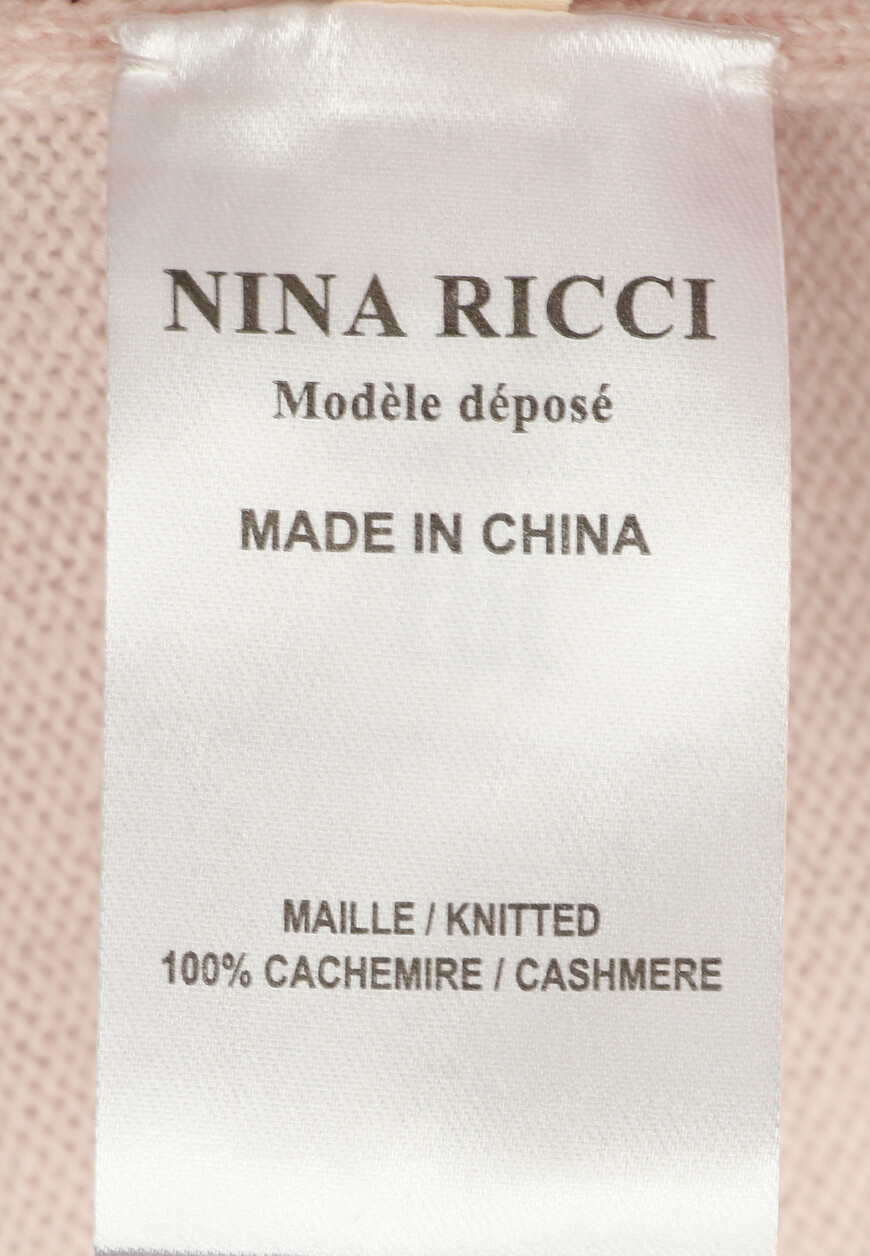 NINA RICCI
Modèle déposé
MADE IN CHINA
MAILLE / KNITTED
100% CACHEMIRE / CASHMERE